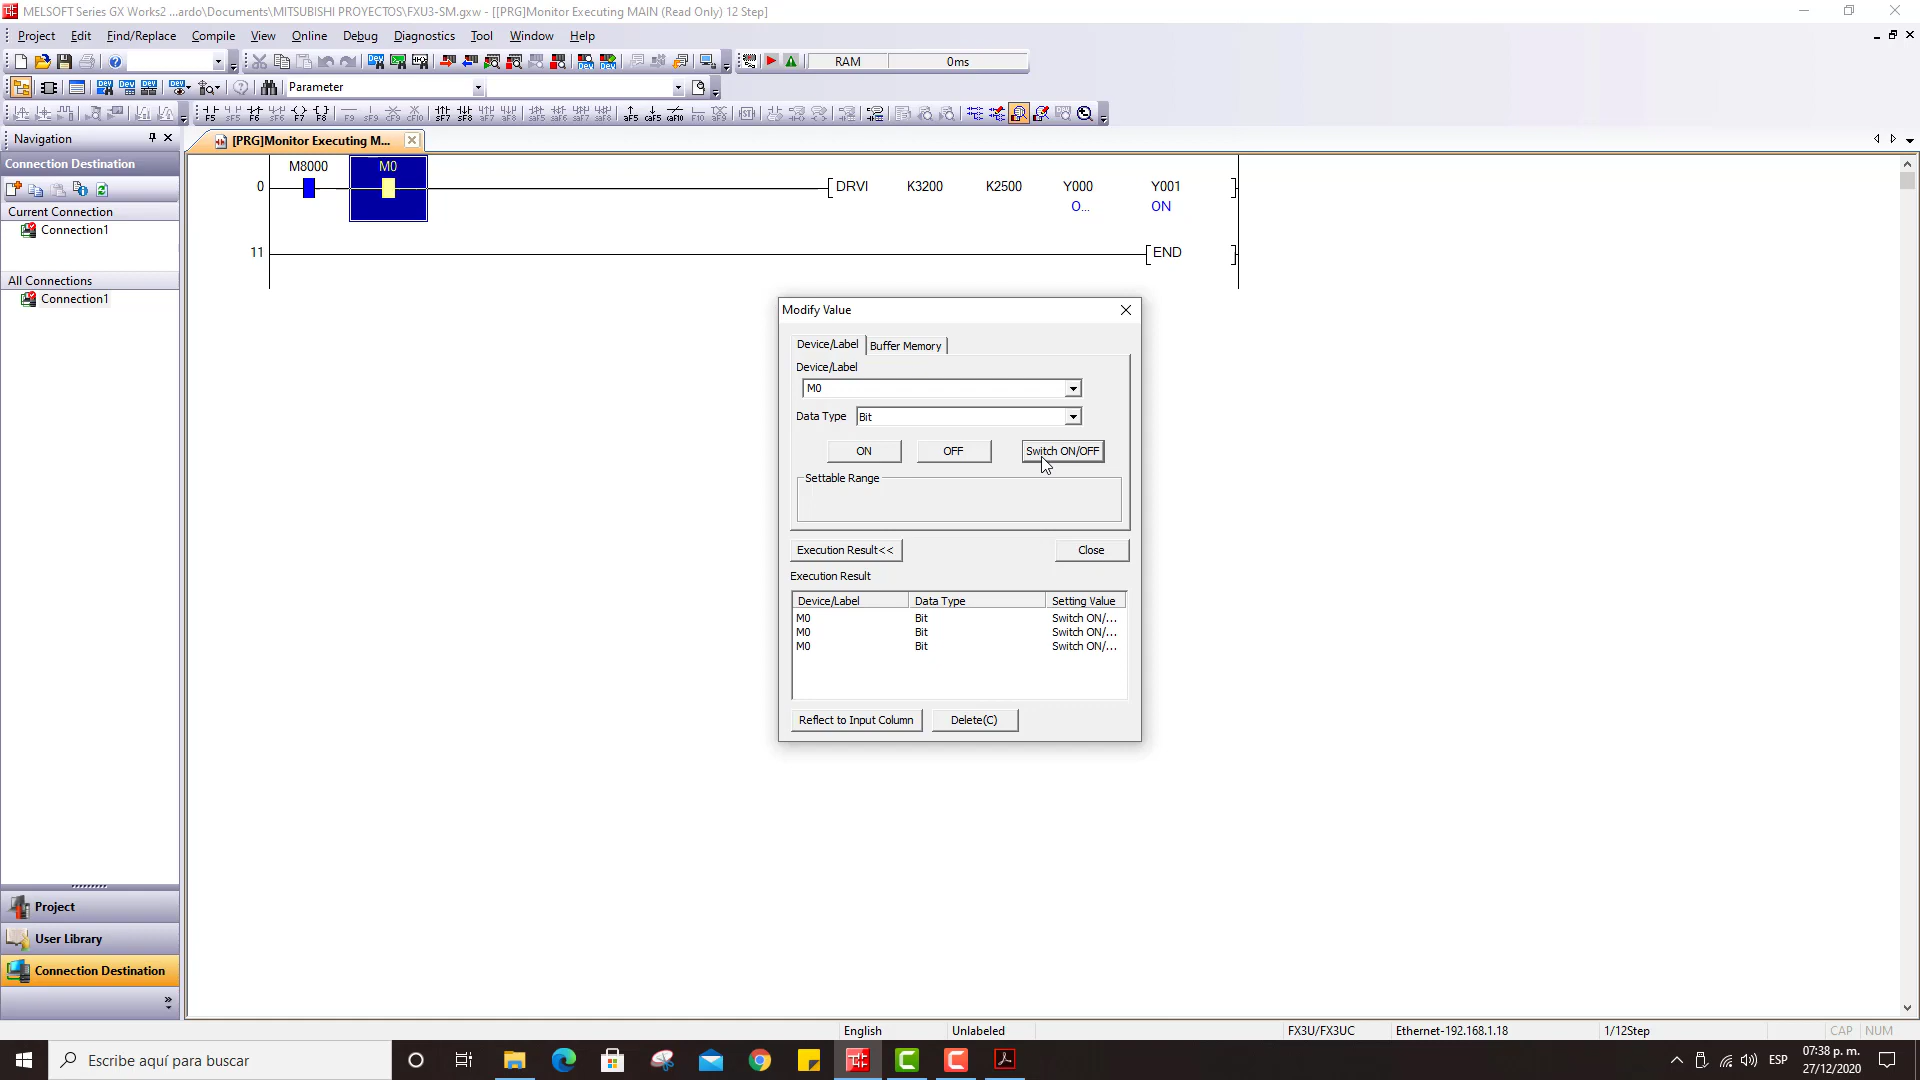 MELSOFT Series GX Works2 ...ardo\Documents\MITSUBISHI PROYECTOS\FXU3-SM.gxw - [[PRG]Monitor Executing MAIN (Read Only) 12 Step]
Project Edit Find/Replace Compile View Online Debug Diagnostics Tool Window Help
RAM 0ms
Parameter
Navigation
[PRG]Monitor Executing M...
Connection Destination
Current Connection
Connection1
All Connections
Connection1
M8000 M0
0 DRVI K3200 K2500 Y000 Y001
O... ON
11 END
Modify Value
Device/Label Buffer Memory
Device/Label
M0
Data Type Bit
ON OFF Switch ON/OFF
Settable Range
Execution Result<< Close
Execution Result
Device/Label Data Type Setting Value
M0 Bit Switch ON/...
M0 Bit Switch ON/...
M0 Bit Switch ON/...
Reflect to Input Column Delete(C)
Project
User Library
Connection Destination
English Unlabeled FX3U/FX3UC Ethernet-192.168.1.18 1/12Step CAP NUM
Escribe aquí para buscar
ESP
07:38 p. m.
27/12/2020